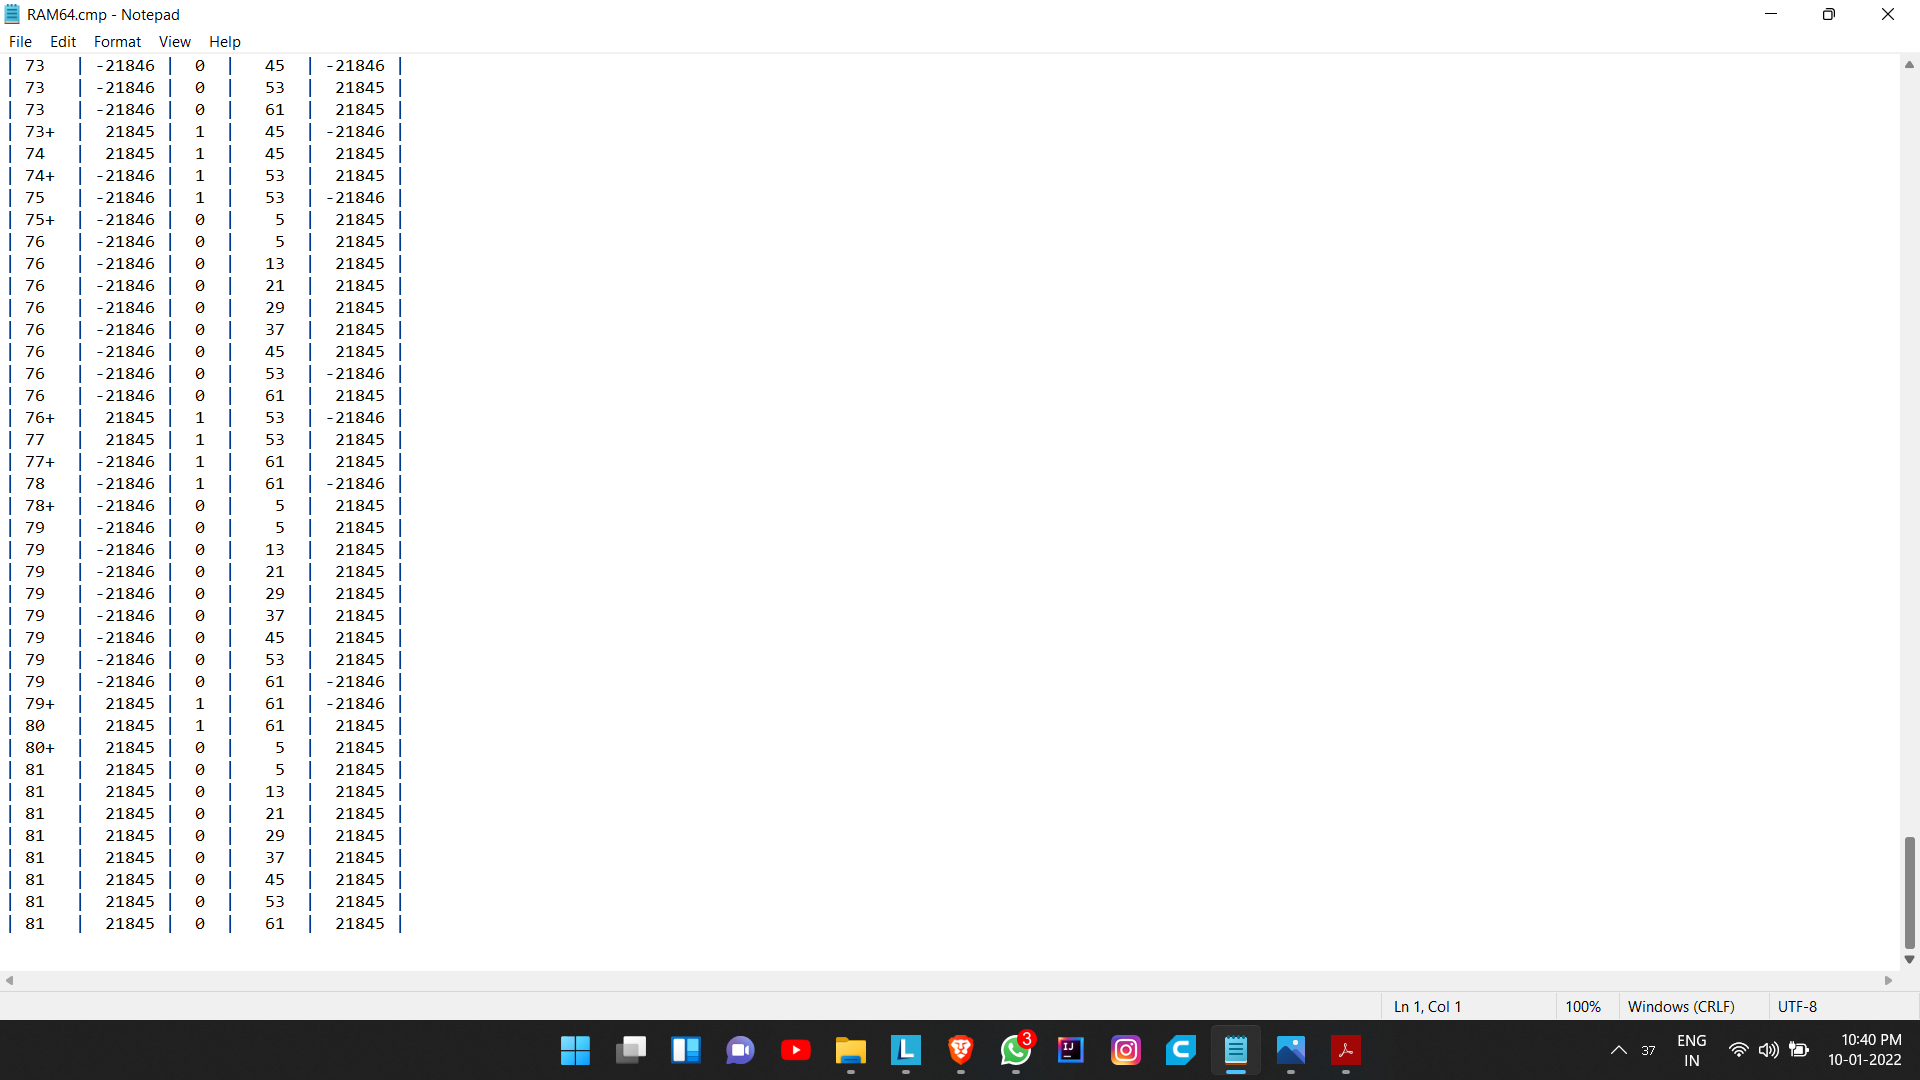 RAM64.cmp - Notepad
File Edit Format View Help
| 73 | -21846 | 0 | 45 | -21846 |
| 73 | -21846 | 0 | 53 | 21845 |
| 73 | -21846 | 0 | 61 | 21845 |
| 73+ | 21845 | 1 | 45 | -21846 |
| 74 | 21845 | 1 | 45 | 21845 |
| 74+ | -21846 | 1 | 53 | 21845 |
| 75 | -21846 | 1 | 53 | -21846 |
| 75+ | -21846 | 0 | 5 | 21845 |
| 76 | -21846 | 0 | 5 | 21845 |
| 76 | -21846 | 0 | 13 | 21845 |
| 76 | -21846 | 0 | 21 | 21845 |
| 76 | -21846 | 0 | 29 | 21845 |
| 76 | -21846 | 0 | 37 | 21845 |
| 76 | -21846 | 0 | 45 | 21845 |
| 76 | -21846 | 0 | 53 | -21846 |
| 76 | -21846 | 0 | 61 | 21845 |
| 76+ | 21845 | 1 | 53 | -21846 |
| 77 | 21845 | 1 | 53 | 21845 |
| 77+ | -21846 | 1 | 61 | 21845 |
| 78 | -21846 | 1 | 61 | -21846 |
| 78+ | -21846 | 0 | 5 | 21845 |
| 79 | -21846 | 0 | 5 | 21845 |
| 79 | -21846 | 0 | 13 | 21845 |
| 79 | -21846 | 0 | 21 | 21845 |
| 79 | -21846 | 0 | 29 | 21845 |
| 79 | -21846 | 0 | 37 | 21845 |
| 79 | -21846 | 0 | 45 | 21845 |
| 79 | -21846 | 0 | 53 | 21845 |
| 79 | -21846 | 0 | 61 | -21846 |
| 79+ | 21845 | 1 | 61 | -21846 |
| 80 | 21845 | 1 | 61 | 21845 |
| 80+ | 21845 | 0 | 5 | 21845 |
| 81 | 21845 | 0 | 5 | 21845 |
| 81 | 21845 | 0 | 13 | 21845 |
| 81 | 21845 | 0 | 21 | 21845 |
| 81 | 21845 | 0 | 29 | 21845 |
| 81 | 21845 | 0 | 37 | 21845 |
| 81 | 21845 | 0 | 45 | 21845 |
| 81 | 21845 | 0 | 53 | 21845 |
| 81 | 21845 | 0 | 61 | 21845 |
Ln 1, Col 1 100% Windows (CRLF) UTF-8
L 3 IJ 37 ENG 10:40 PM
IN 10-01-2022